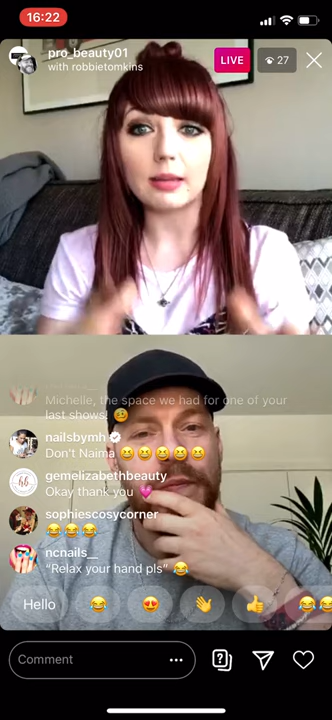 16:22
pro_beauty01
with robbietomkins
LIVE
27
Michelle, the space we had for one of your
last shows! 🤒
nailsbymh
Don't Naima 😆😆😆😆😆
gemelizabethbeauty
Okay thank you 💗
sophiescosycorner
😂😂😂
ncnails__
“Relax your hand pls” 😂
Hello 😂 😍 👋 👍 😂😂
Comment